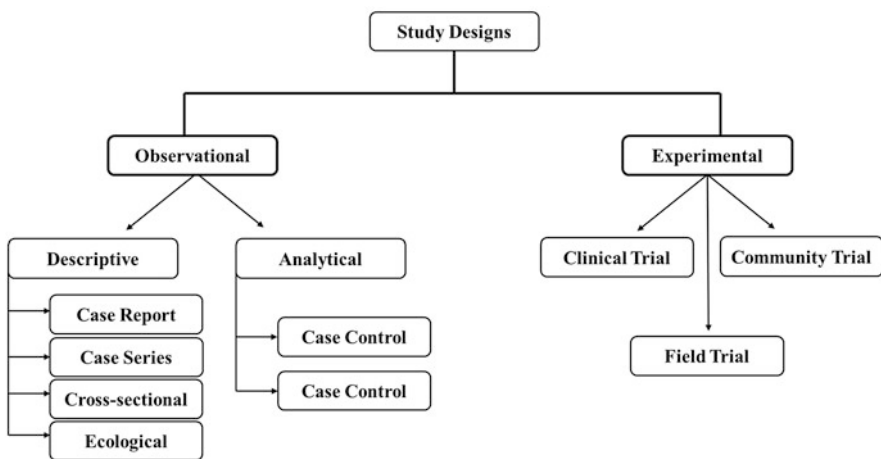 Study Designs
Observational
Experimental
Descriptive
Analytical
Clinical Trial
Community Trial
Case Report
Case Control
Case Series
Field Trial
Cross-sectional
Case Control
Ecological